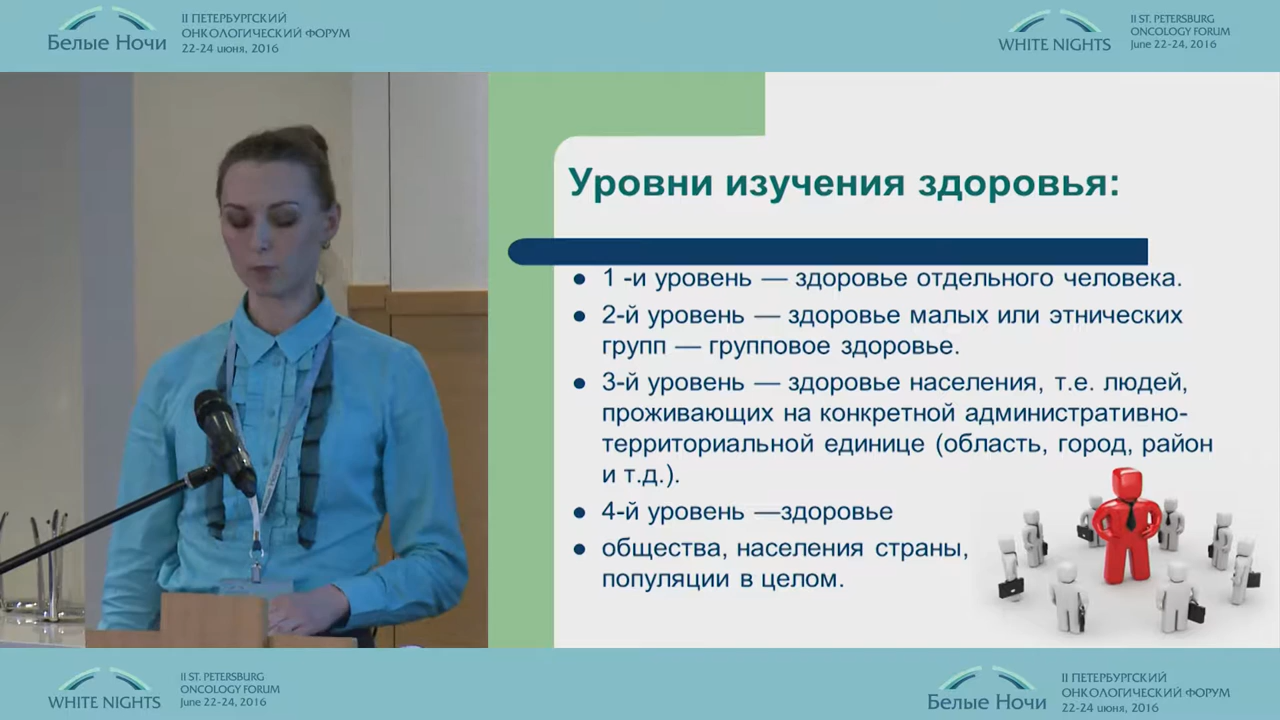 Белые Ночи
II ПЕТЕРБУРГСКИЙ
ОНКОЛОГИЧЕСКИЙ ФОРУМ
22-24 июня, 2016
WHITE NIGHTS
II ST. PETERSBURG
ONCOLOGY FORUM
June 22-24, 2016
Уровни изучения здоровья:
● 1 -и уровень — здоровье отдельного человека.
● 2-й уровень — здоровье малых или этнических
групп — групповое здоровье.
● 3-й уровень — здоровье населения, т.е. людей,
проживающих на конкретной административно-
территориальной единице (область, город, район
и т.д.).
● 4-й уровень —здоровье
● общества, населения страны,
популяции в целом.
WHITE NIGHTS
II ST. PETERSBURG
ONCOLOGY FORUM
June 22-24, 2016
Белые Ночи
II ПЕТЕРБУРГСКИЙ
ОНКОЛОГИЧЕСКИЙ ФОРУМ
22-24 июня, 2016